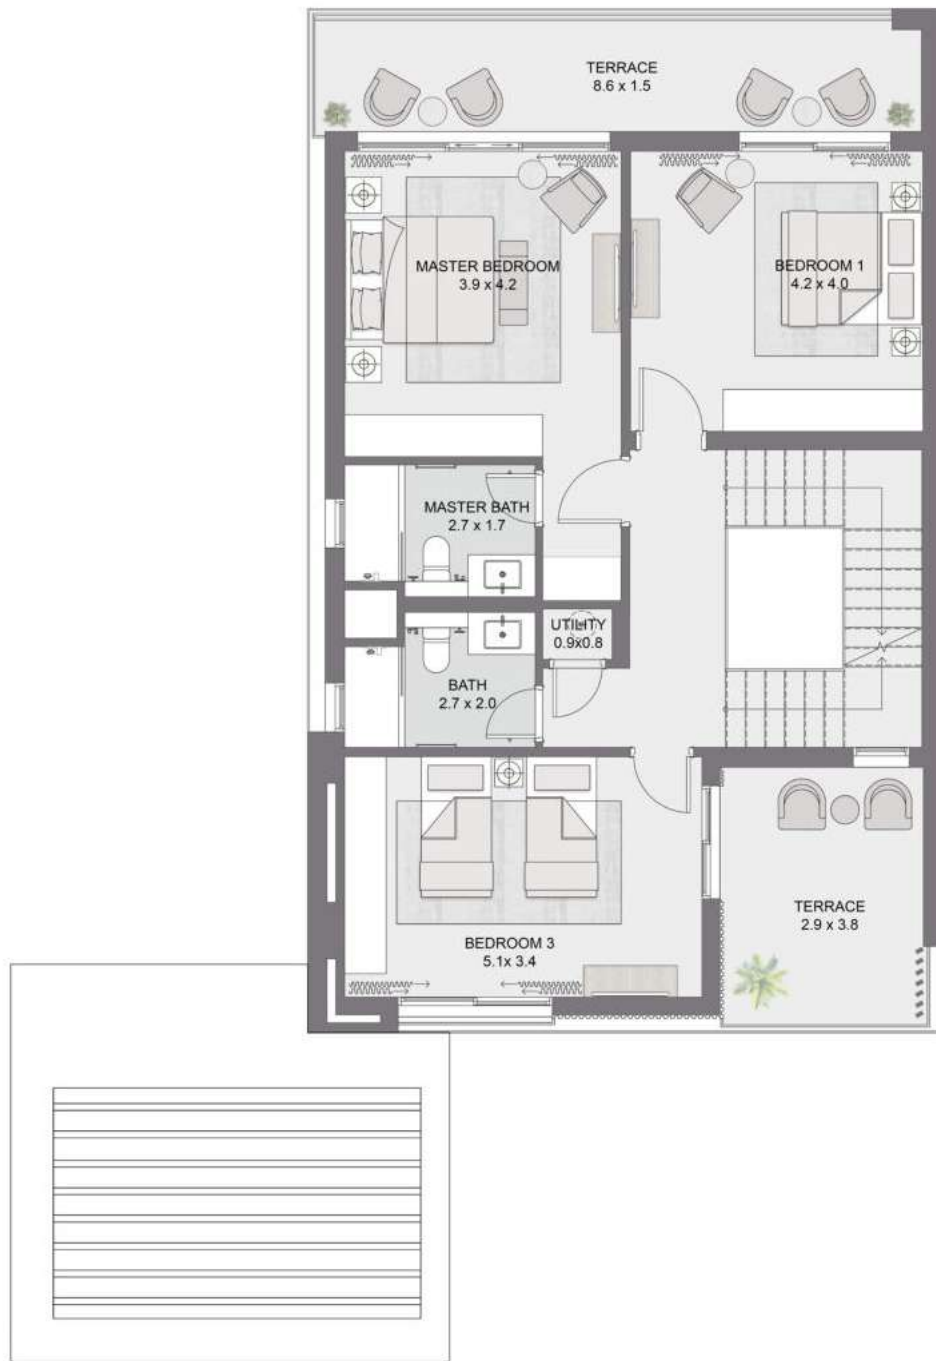 TERRACE
8.6 x 1.5
MASTER BEDROOM
3.9 x 4.2
BEDROOM 1
4.2 x 4.0
MASTER BATH
2.7 x 1.7
UTILITY
0.9x0.8
BATH
2.7 x 2.0
TERRACE
2.9 x 3.8
BEDROOM 3
5.1x 3.4